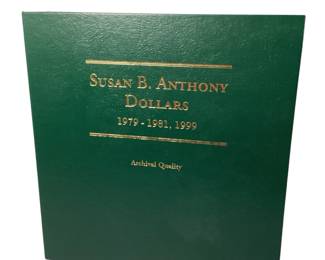 SUSAN B. ANTHONY
DOLLARS
1979 - 1981, 1999
Archival Quality